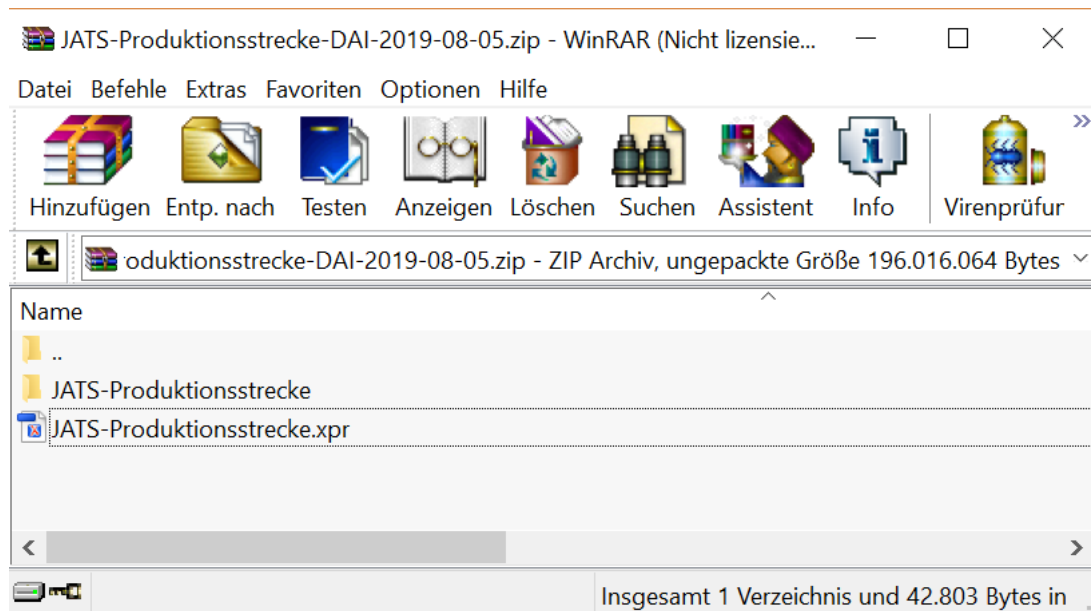 JATS-Produktionsstrecke-DAI-2019-08-05.zip - WinRAR (Nicht lizensie...
Datei Befehle Extras Favoriten Optionen Hilfe
Hinzufügen Entp. nach Testen Anzeigen Löschen Suchen Assistent Info Virenprüfur
oduktionsstrecke-DAI-2019-08-05.zip - ZIP Archiv, ungepackte Größe 196.016.064 Bytes
Name
..
JATS-Produktionsstrecke
JATS-Produktionsstrecke.xpr
Insgesamt 1 Verzeichnis und 42.803 Bytes in